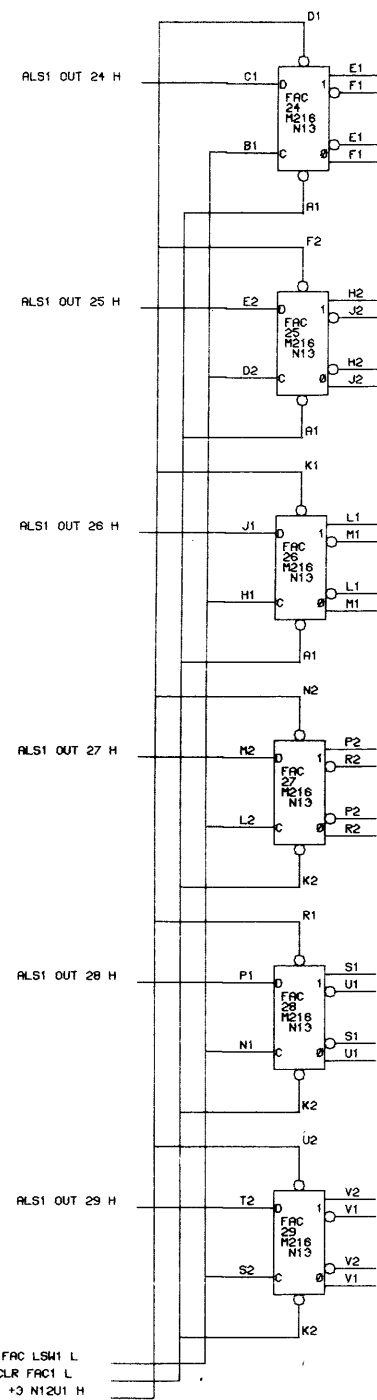 D1
ALS1 OUT 24 H
C1
D
1
E1
F1
FAC
24
M216
N13
B1
C
0
E1
F1
A1
F2
ALS1 OUT 25 H
E2
D
1
H2
J2
FAC
25
M216
N13
D2
C
0
H2
J2
A1
K1
ALS1 OUT 26 H
J1
D
1
L1
M1
FAC
26
M216
N13
H1
C
0
L1
M1
A1
N2
ALS1 OUT 27 H
M2
D
1
P2
R2
FAC
27
M216
N13
L2
C
0
P2
R2
K2
R1
ALS1 OUT 28 H
P1
D
1
S1
U1
FAC
28
M216
N13
N1
C
0
S1
U1
K2
U2
ALS1 OUT 29 H
T2
D
1
V2
V1
FAC
29
M216
N13
S2
C
0
V2
V1
K2
FAC LSW1 L
CLR FAC1 L
+3 N12U1 H